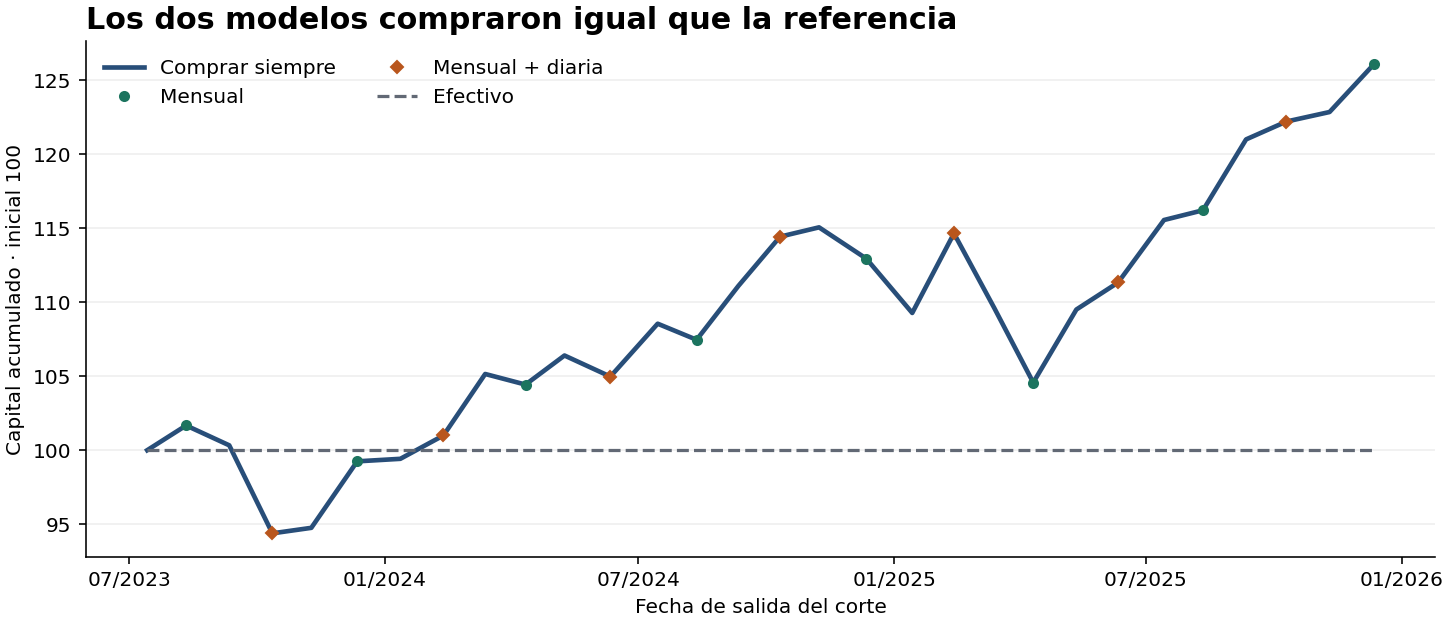 Los dos modelos compraron igual que la referencia
Comprar siempre
Mensual
Mensual + diaria
Efectivo
Capital acumulado · inicial 100
125
120
115
110
105
100
95
07/2023
01/2024
07/2024
01/2025
07/2025
01/2026
Fecha de salida del corte